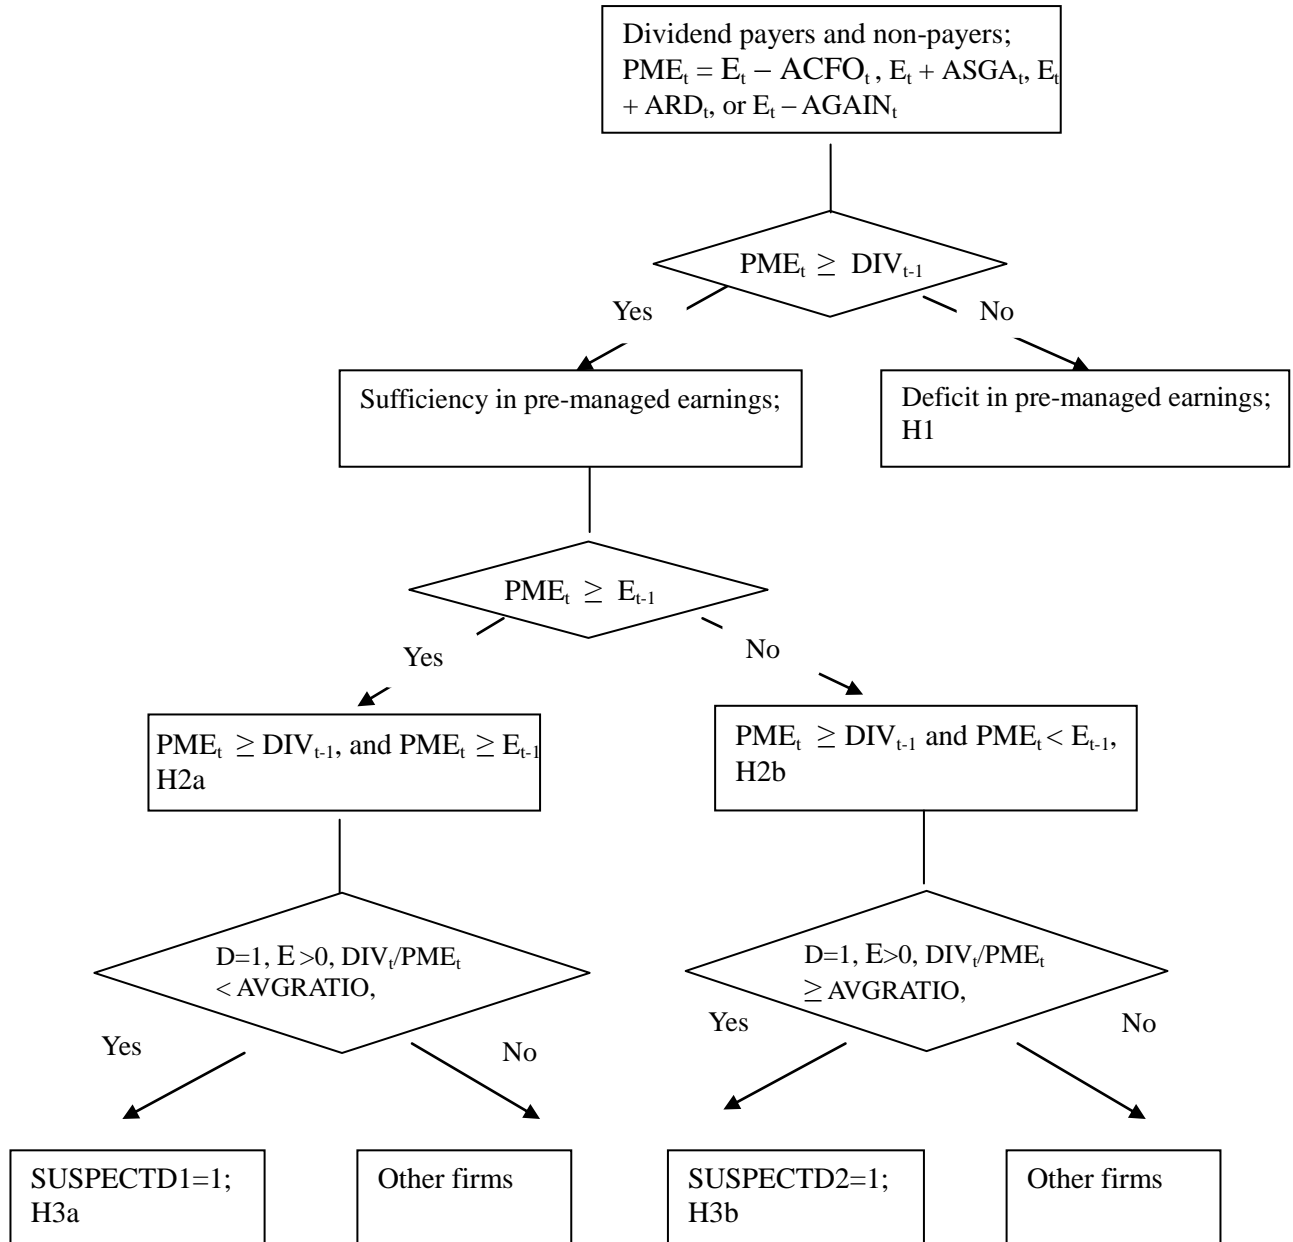 Dividend payers and non-payers;
PMEₜ = Eₜ – ACFOₜ , Eₜ + ASGAₜ, Eₜ
+ ARDₜ, or Eₜ – AGAINₜ
PMEₜ ≥ DIVₜ₋₁
Yes
No
Sufficiency in pre-managed earnings;
Deficit in pre-managed earnings;
H1
PMEₜ ≥ Eₜ₋₁
Yes
No
PMEₜ ≥ DIVₜ₋₁, and PMEₜ ≥ Eₜ₋₁
H2a
PMEₜ ≥ DIVₜ₋₁ and PMEₜ < Eₜ₋₁,
H2b
D=1, E >0, DIVₜ/PMEₜ
< AVGRATIO,
D=1, E>0, DIVₜ/PMEₜ
≥ AVGRATIO,
Yes
No
Yes
No
SUSPECTD1=1;
H3a
Other firms
SUSPECTD2=1;
H3b
Other firms